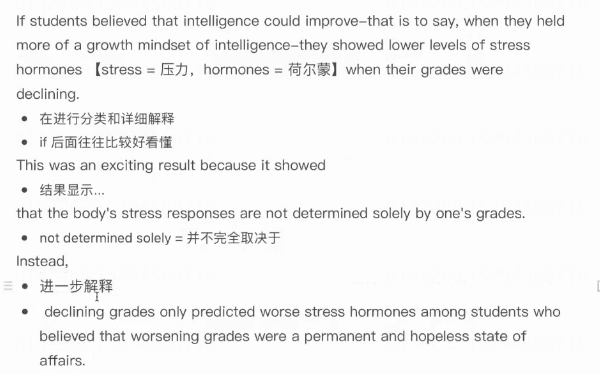 If students believed that intelligence could improve–that is to say, when they held
more of a growth mindset of intelligence–they showed lower levels of stress
hormones 【stress = 压力，hormones = 荷尔蒙】when their grades were
declining.
• 在进行分类和详细解释
• if 后面往往比较好看懂
This was an exciting result because it showed
• 结果显示...
that the body's stress responses are not determined solely by one's grades.
• not determined solely = 并不完全取决于
Instead,
• 进一步解释
• declining grades only predicted worse stress hormones among students who
believed that worsening grades were a permanent and hopeless state of
affairs.